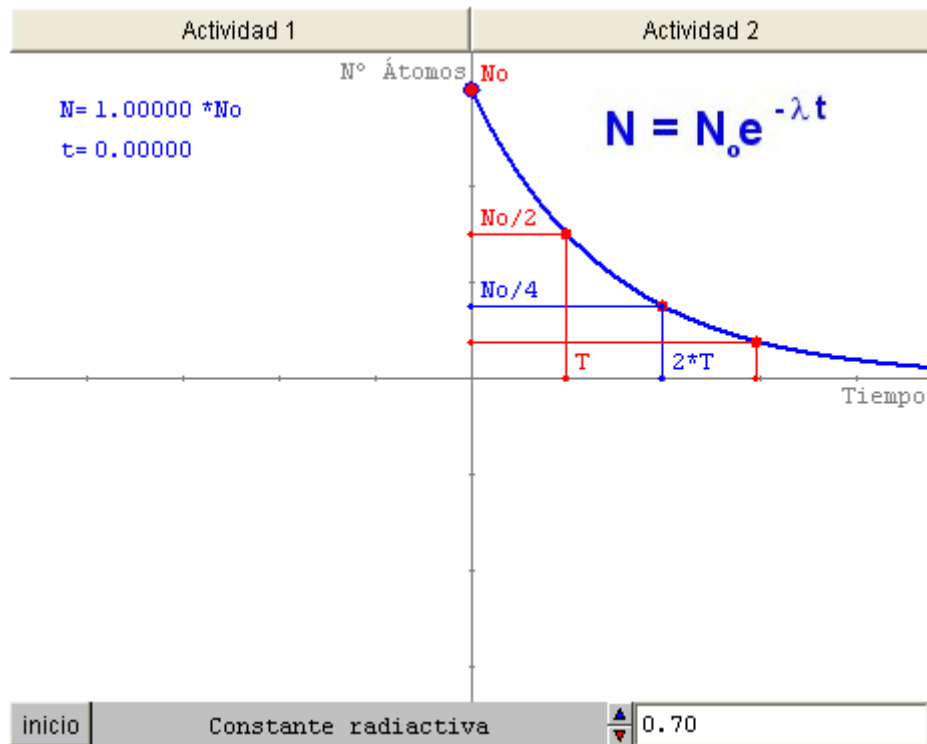 Actividad 1
Actividad 2
Nº Átomos
No
N= 1.00000 *No
t= 0.00000
N = Nₒe^-λt
No/2
No/4
T
2*T
Tiempo
inicio
Constante radiactiva
0.70